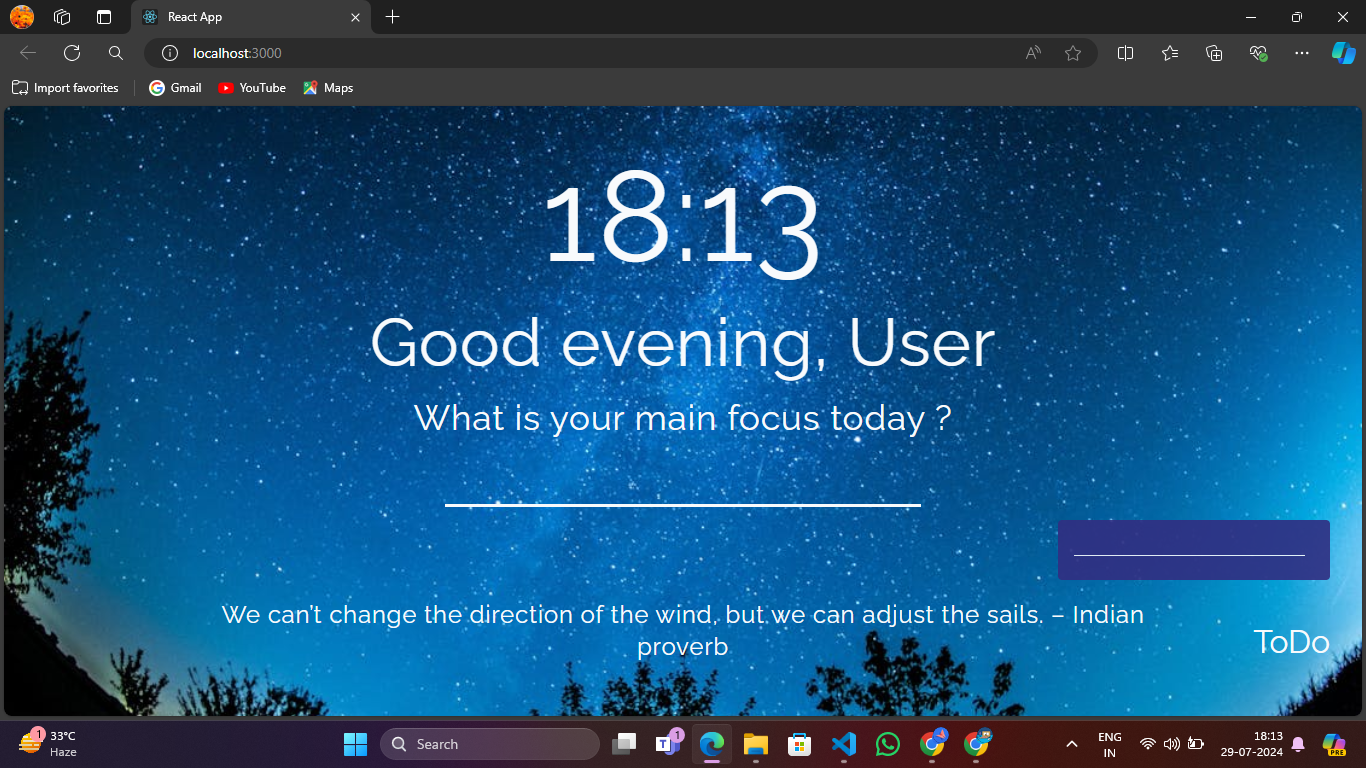 React App
localhost:3000
Import favorites
Gmail
YouTube
Maps
18:13
Good evening, User
What is your main focus today ?
We can’t change the direction of the wind, but we can adjust the sails. – Indian
proverb
ToDo
1
33°C
Haze
Search
T
1
ENG
IN
18:13
29-07-2024
PRE